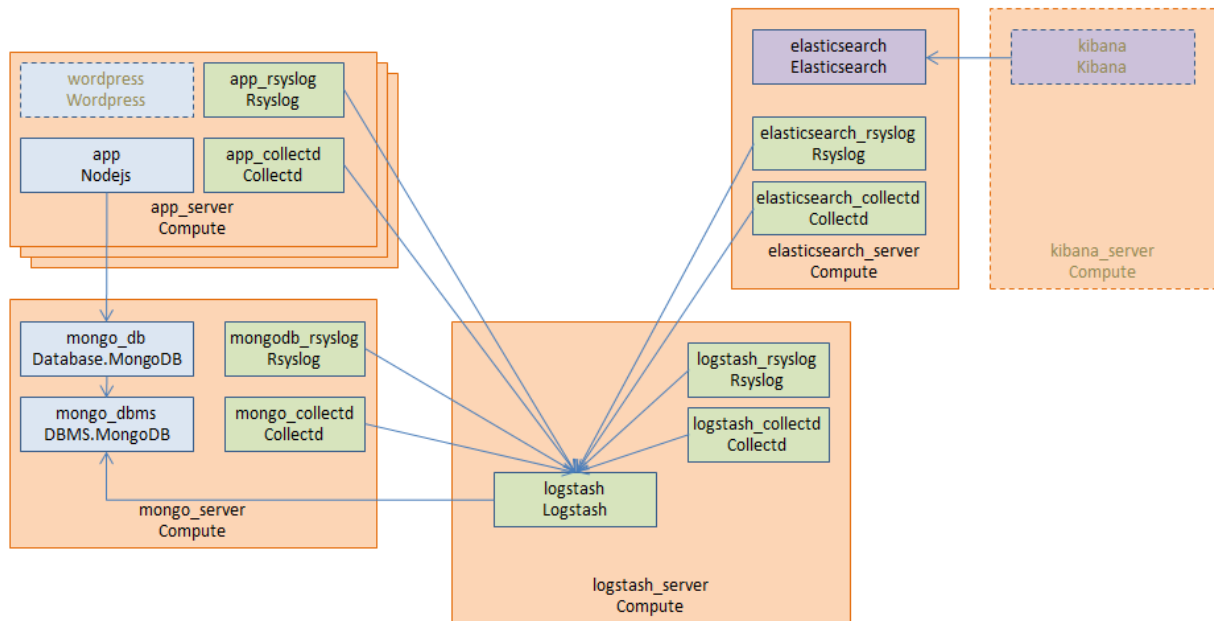 wordpress
Wordpress
app_rsyslog
Rsyslog
app
Nodejs
app_collectd
Collectd
app_server
Compute
elasticsearch
Elasticsearch
elasticsearch_rsyslog
Rsyslog
elasticsearch_collectd
Collectd
elasticsearch_server
Compute
kibana
Kibana
kibana_server
Compute
mongo_db
Database.MongoDB
mongodb_rsyslog
Rsyslog
mongo_dbms
DBMS.MongoDB
mongo_collectd
Collectd
mongo_server
Compute
logstash_rsyslog
Rsyslog
logstash_collectd
Collectd
logstash
Logstash
logstash_server
Compute